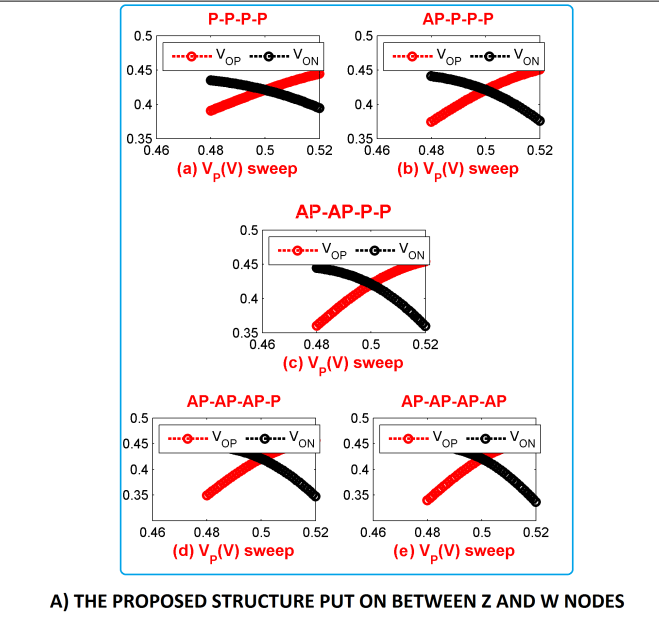 P-P-P-P
AP-P-P-P
0.5
0.45
0.4
0.35
0.46 0.48 0.5 0.52
V_OP V_ON
(a) V_P(V) sweep
0.5
0.45
0.4
0.35
0.46 0.48 0.5 0.52
V_OP V_ON
(b) V_P(V) sweep
AP-AP-P-P
0.5
0.45
0.4
0.35
0.46 0.48 0.5 0.52
V_OP V_ON
(c) V_P(V) sweep
AP-AP-AP-P
AP-AP-AP-AP
0.5
0.45
0.4
0.35
0.46 0.48 0.5 0.52
V_OP V_ON
(d) V_P(V) sweep
0.5
0.45
0.4
0.35
0.46 0.48 0.5 0.52
V_OP V_ON
(e) V_P(V) sweep
A) THE PROPOSED STRUCTURE PUT ON BETWEEN Z AND W NODES